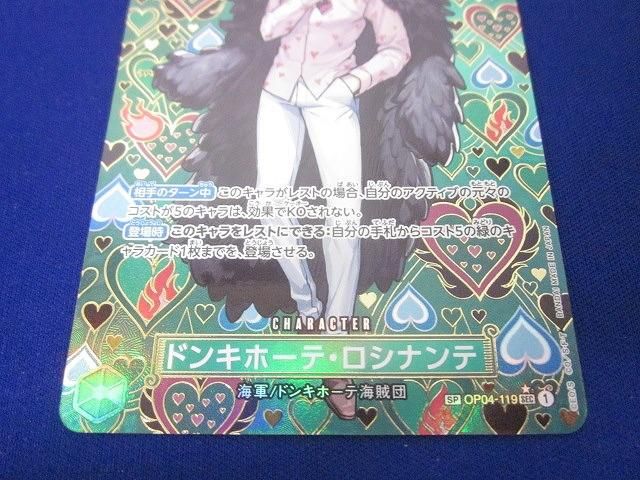 相手のターン中 このキャラがレストの場合、自分のアクティブの元々の
コストが5のキャラは、効果でKOされない。
登場時 このキャラをレストにできる：自分の手札からコスト5の緑のキ
ャラカード1枚までを、登場させる。
CHARACTER
ドンキホーテ・ロシナンテ
海軍/ドンキホーテ海賊団
SP OP04-119 SEC 1
BANDAI MADE IN JAPAN